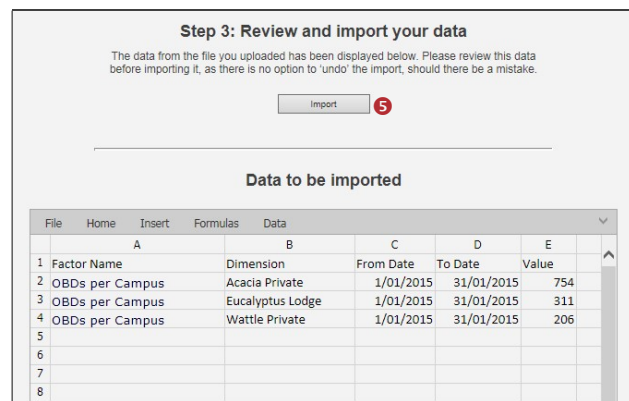 Step 3: Review and import your data
The data from the file you uploaded has been displayed below. Please review this data
before importing it, as there is no option to 'undo' the import, should there be a mistake.
Import 5
Data to be imported
File Home Insert Formulas Data
A B C D E
1 Factor Name Dimension From Date To Date Value
2 OBDs per Campus Acacia Private 1/01/2015 31/01/2015 754
3 OBDs per Campus Eucalyptus Lodge 1/01/2015 31/01/2015 311
4 OBDs per Campus Wattle Private 1/01/2015 31/01/2015 206
5
6
7
8